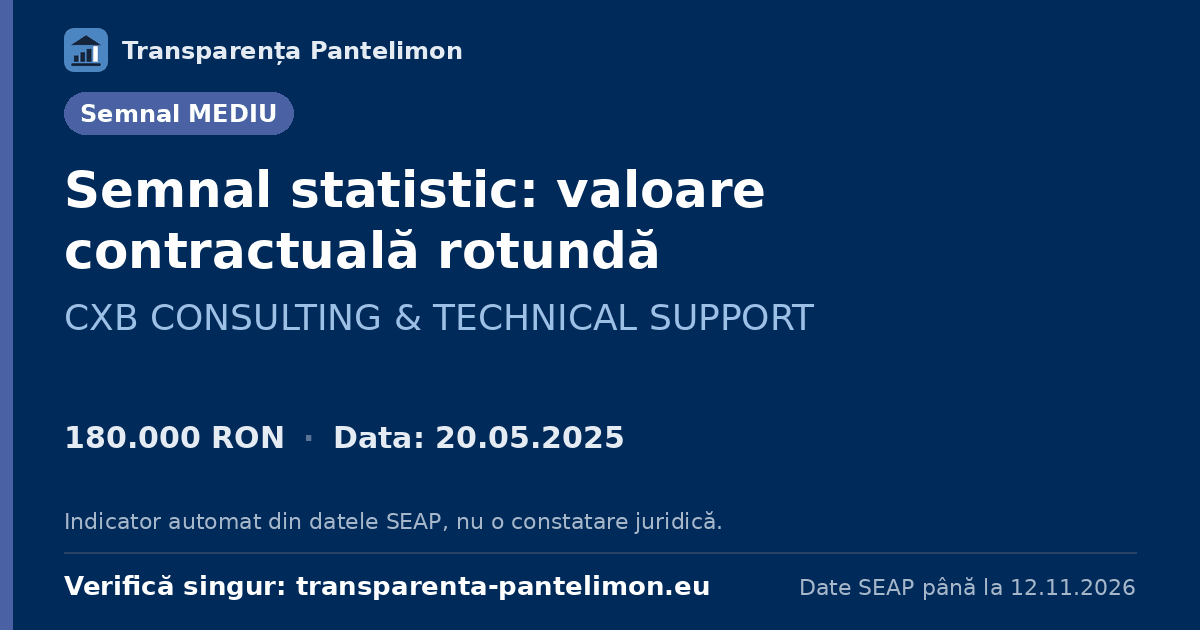 Transparența Pantelimon
Semnal MEDIU
Semnal statistic: valoare
contractuală rotundă
CXB CONSULTING & TECHNICAL SUPPORT
180.000 RON · Data: 20.05.2025
Indicator automat din datele SEAP, nu o constatare juridică.
Verifică singur: transparenta-pantelimon.eu
Date SEAP până la 12.11.2026